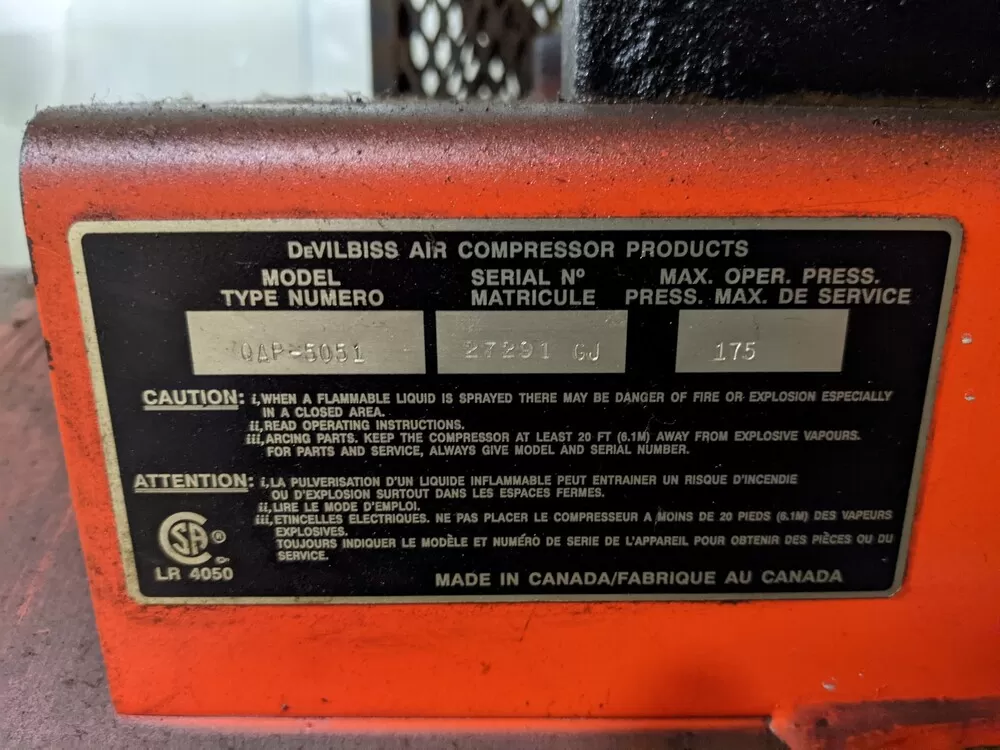 DEVILBISS AIR COMPRESSOR PRODUCTS
MODEL
TYPE NUMERO
SERIAL Nº
MATRICULE
MAX. OPER. PRESS.
PRESS. MAX. DE SERVICE
QAP-5051
27291 GJ
175
CAUTION: i, WHEN A FLAMMABLE LIQUID IS SPRAYED THERE MAY BE DANGER OF FIRE OR EXPLOSION ESPECIALLY
IN A CLOSED AREA.
ii, READ OPERATING INSTRUCTIONS.
iii, ARCING PARTS. KEEP THE COMPRESSOR AT LEAST 20 FT (6.1M) AWAY FROM EXPLOSIVE VAPOURS.
FOR PARTS AND SERVICE, ALWAYS GIVE MODEL AND SERIAL NUMBER.
ATTENTION: i, LA PULVERISATION D'UN LIQUIDE INFLAMMABLE PEUT ENTRAINER UN RISQUE D'INCENDIE
OU D'EXPLOSION SURTOUT DANS LES ESPACES FERMES.
ii, LIRE LE MODE D'EMPLOI.
iii, ETINCELLES ELECTRIQUES. NE PAS PLACER LE COMPRESSEUR A MOINS DE 20 PIEDS (6.1M) DES VAPEURS
EXPLOSIVES.
TOUJOURS INDIQUER LE MODÈLE ET NUMÉRO DE SERIE DE L'APPAREIL POUR OBTENIR DES PIÈCES OU DU
SERVICE.
CSA ®
LR 4050
MADE IN CANADA/FABRIQUE AU CANADA